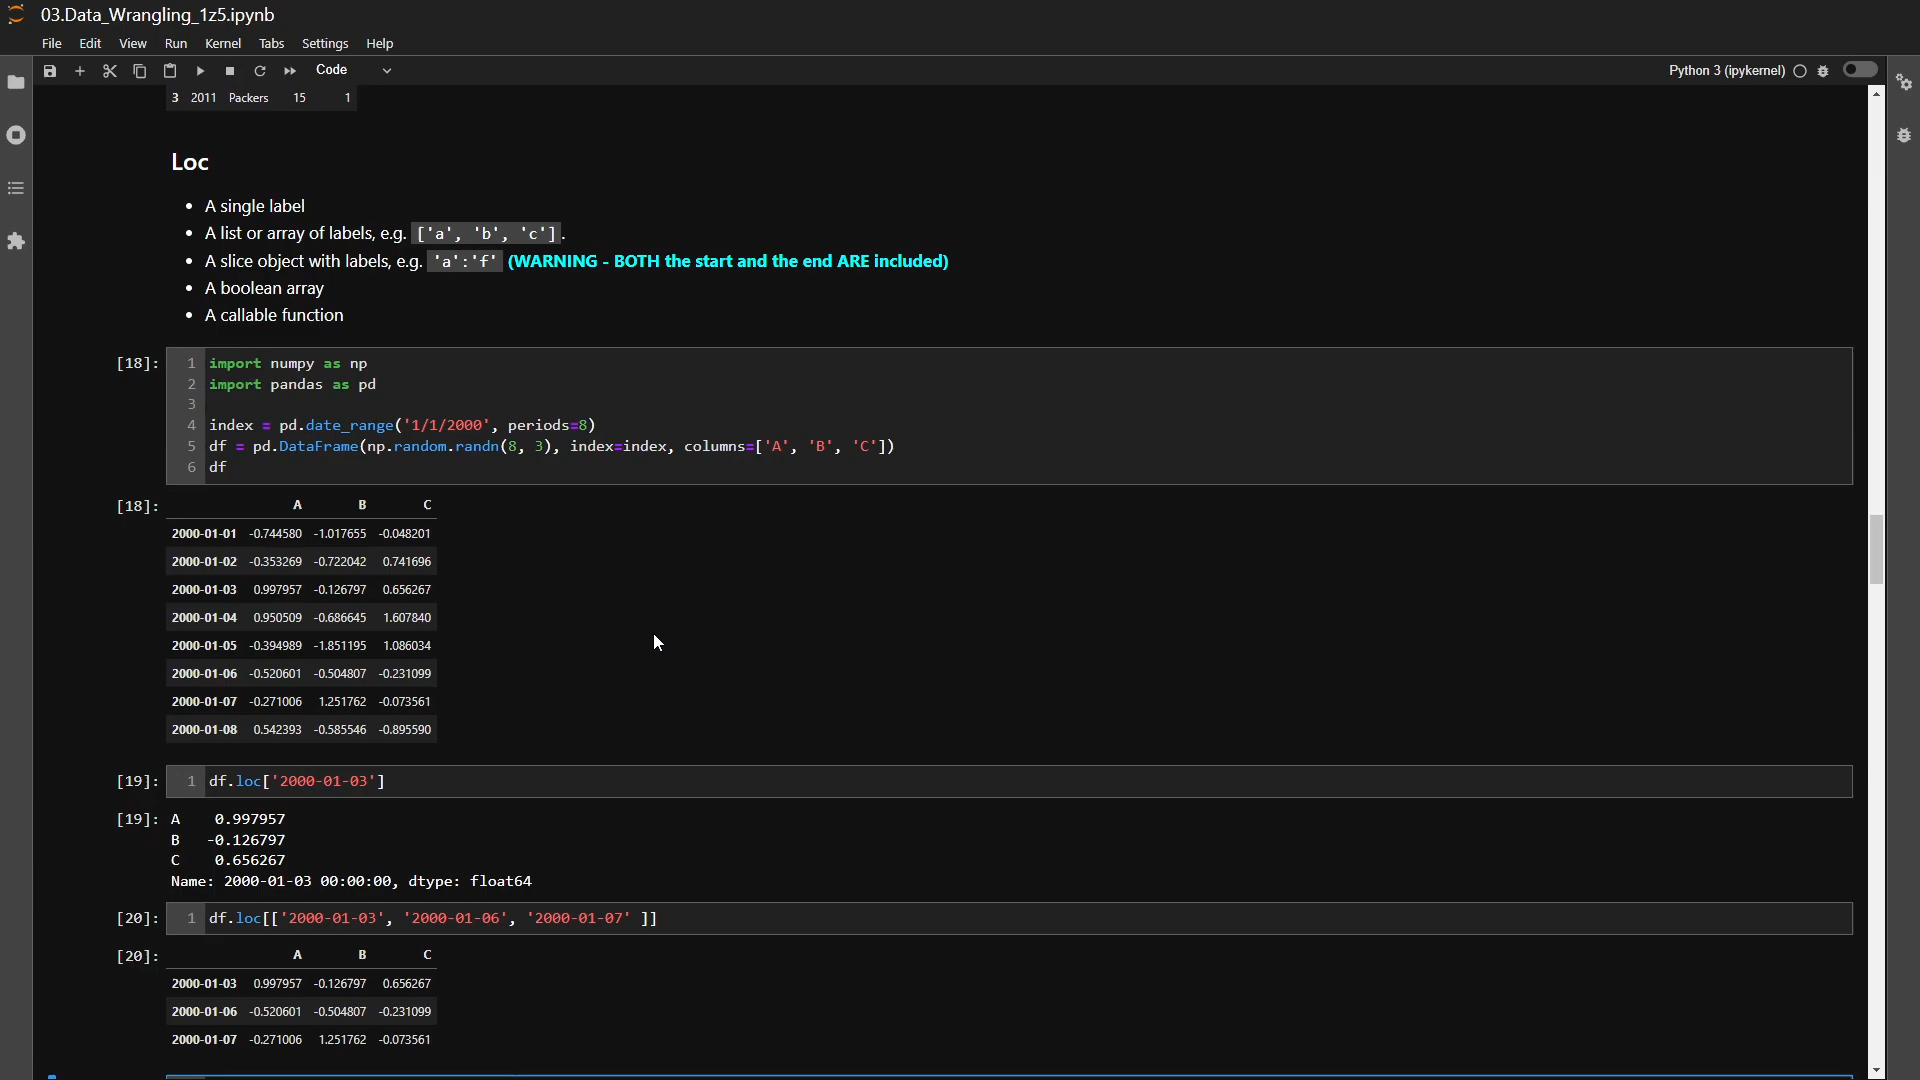 03.Data_Wrangling_1z5.ipynb
File Edit View Run Kernel Tabs Settings Help
Code Python 3 (ipykernel)
3 2011 Packers 15 1
Loc
• A single label
• A list or array of labels, e.g. ['a', 'b', 'c'].
• A slice object with labels, e.g. 'a':'f' (WARNING - BOTH the start and the end ARE included)
• A boolean array
• A callable function
[18]: 1 import numpy as np
2 import pandas as pd
3
4 index = pd.date_range('1/1/2000', periods=8)
5 df = pd.DataFrame(np.random.randn(8, 3), index=index, columns=['A', 'B', 'C'])
6 df
[18]: A B C
2000-01-01 -0.744580 -1.017655 -0.048201
2000-01-02 -0.353269 -0.722042 0.741696
2000-01-03 0.997957 -0.126797 0.656267
2000-01-04 0.950509 -0.686645 1.607840
2000-01-05 -0.394989 -1.851195 1.086034
2000-01-06 -0.520601 -0.504807 -0.231099
2000-01-07 -0.271006 1.251762 -0.073561
2000-01-08 0.542393 -0.585546 -0.895590
[19]: 1 df.loc['2000-01-03']
[19]: A 0.997957
B -0.126797
C 0.656267
Name: 2000-01-03 00:00:00, dtype: float64
[20]: 1 df.loc[['2000-01-03', '2000-01-06', '2000-01-07' ]]
[20]: A B C
2000-01-03 0.997957 -0.126797 0.656267
2000-01-06 -0.520601 -0.504807 -0.231099
2000-01-07 -0.271006 1.251762 -0.073561